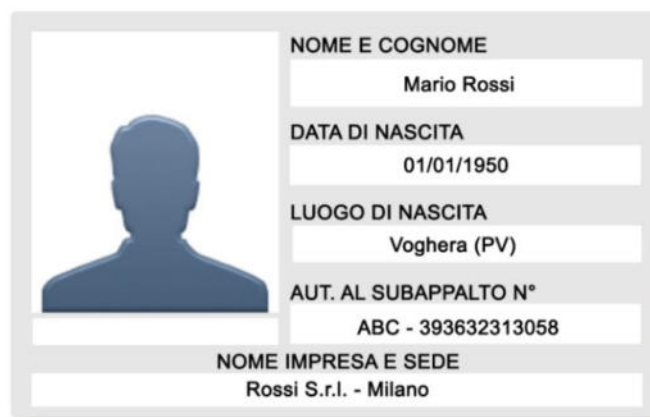 NOME E COGNOME
Mario Rossi
DATA DI NASCITA
01/01/1950
LUOGO DI NASCITA
Voghera (PV)
AUT. AL SUBAPPALTO N°
ABC - 393632313058
NOME IMPRESA E SEDE
Rossi S.r.l. - Milano